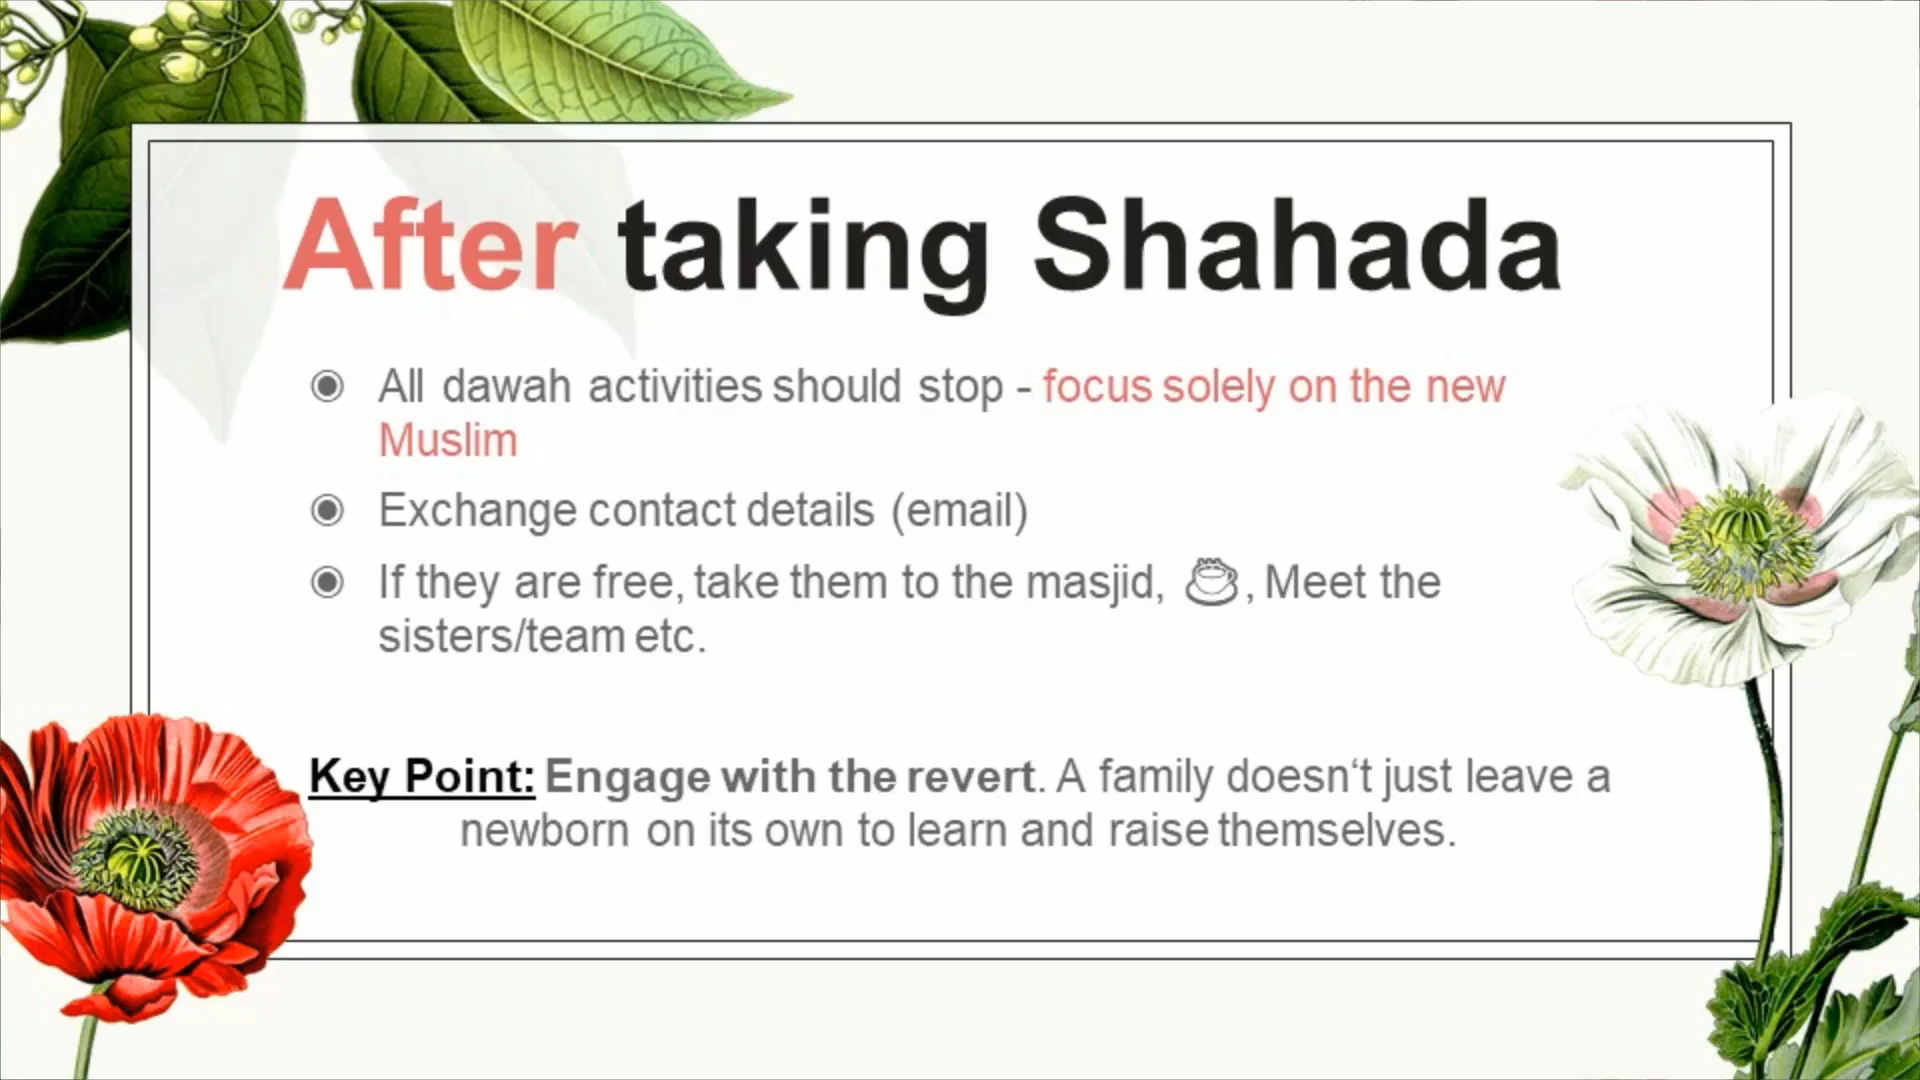 After taking Shahada
◉ All dawah activities should stop - focus solely on the new
Muslim
◉ Exchange contact details (email)
◉ If they are free, take them to the masjid, ☕, Meet the
sisters/team etc.
Key Point: Engage with the revert. A family doesn‘t just leave a
newborn on its own to learn and raise themselves.